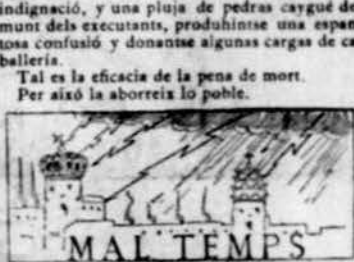 indignació, y una pluja de pedras caygué de
munt dels executants, produhintse una espan
tosa confusió y donantse algunas cargas de ca
balleria.
Tal es la eficacia de la pena de mort.
Per aixó la aborreix lo poble.
MAL TEMPS